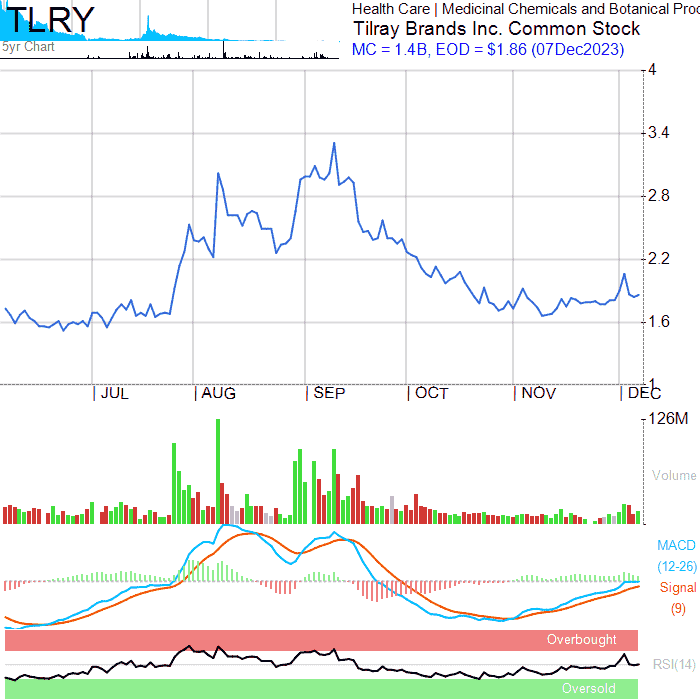 TLRY
5yr Chart
Health Care | Medicinal Chemicals and Botanical Proc
Tilray Brands Inc. Common Stock
MC = 1.4B, EOD = $1.86 (07Dec2023)
4
3.4
2.8
2.2
1.6
1
JUL
AUG
SEP
OCT
NOV
DEC
126M
Volume
MACD
(12-26)
Signal
(9)
Overbought
RSI(14)
Oversold